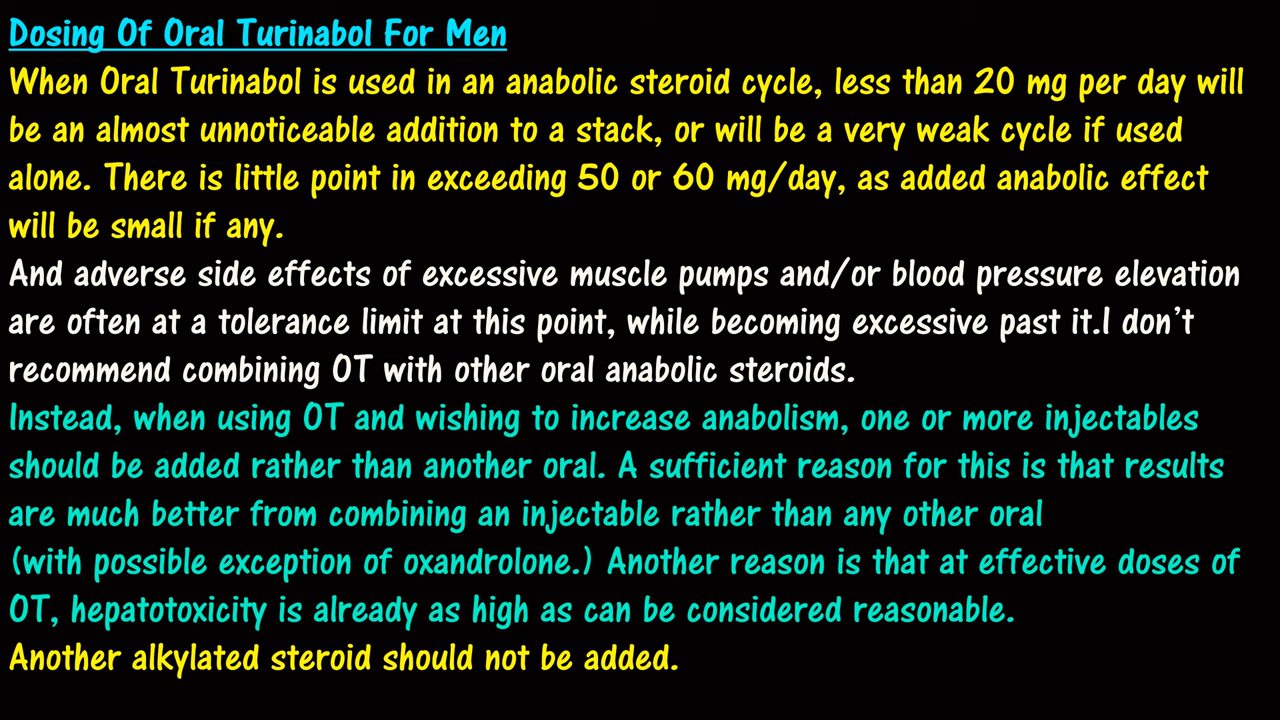 Dosing Of Oral Turinabol For Men
When Oral Turinabol is used in an anabolic steroid cycle, less than 20 mg per day will
be an almost unnoticeable addition to a stack, or will be a very weak cycle if used
alone. There is little point in exceeding 50 or 60 mg/day, as added anabolic effect
will be small if any.
And adverse side effects of excessive muscle pumps and/or blood pressure elevation
are often at a tolerance limit at this point, while becoming excessive past it.I don't
recommend combining OT with other oral anabolic steroids.
Instead, when using OT and wishing to increase anabolism, one or more injectables
should be added rather than another oral. A sufficient reason for this is that results
are much better from combining an injectable rather than any other oral
(with possible exception of oxandrolone.) Another reason is that at effective doses of
OT, hepatotoxicity is already as high as can be considered reasonable.
Another alkylated steroid should not be added.